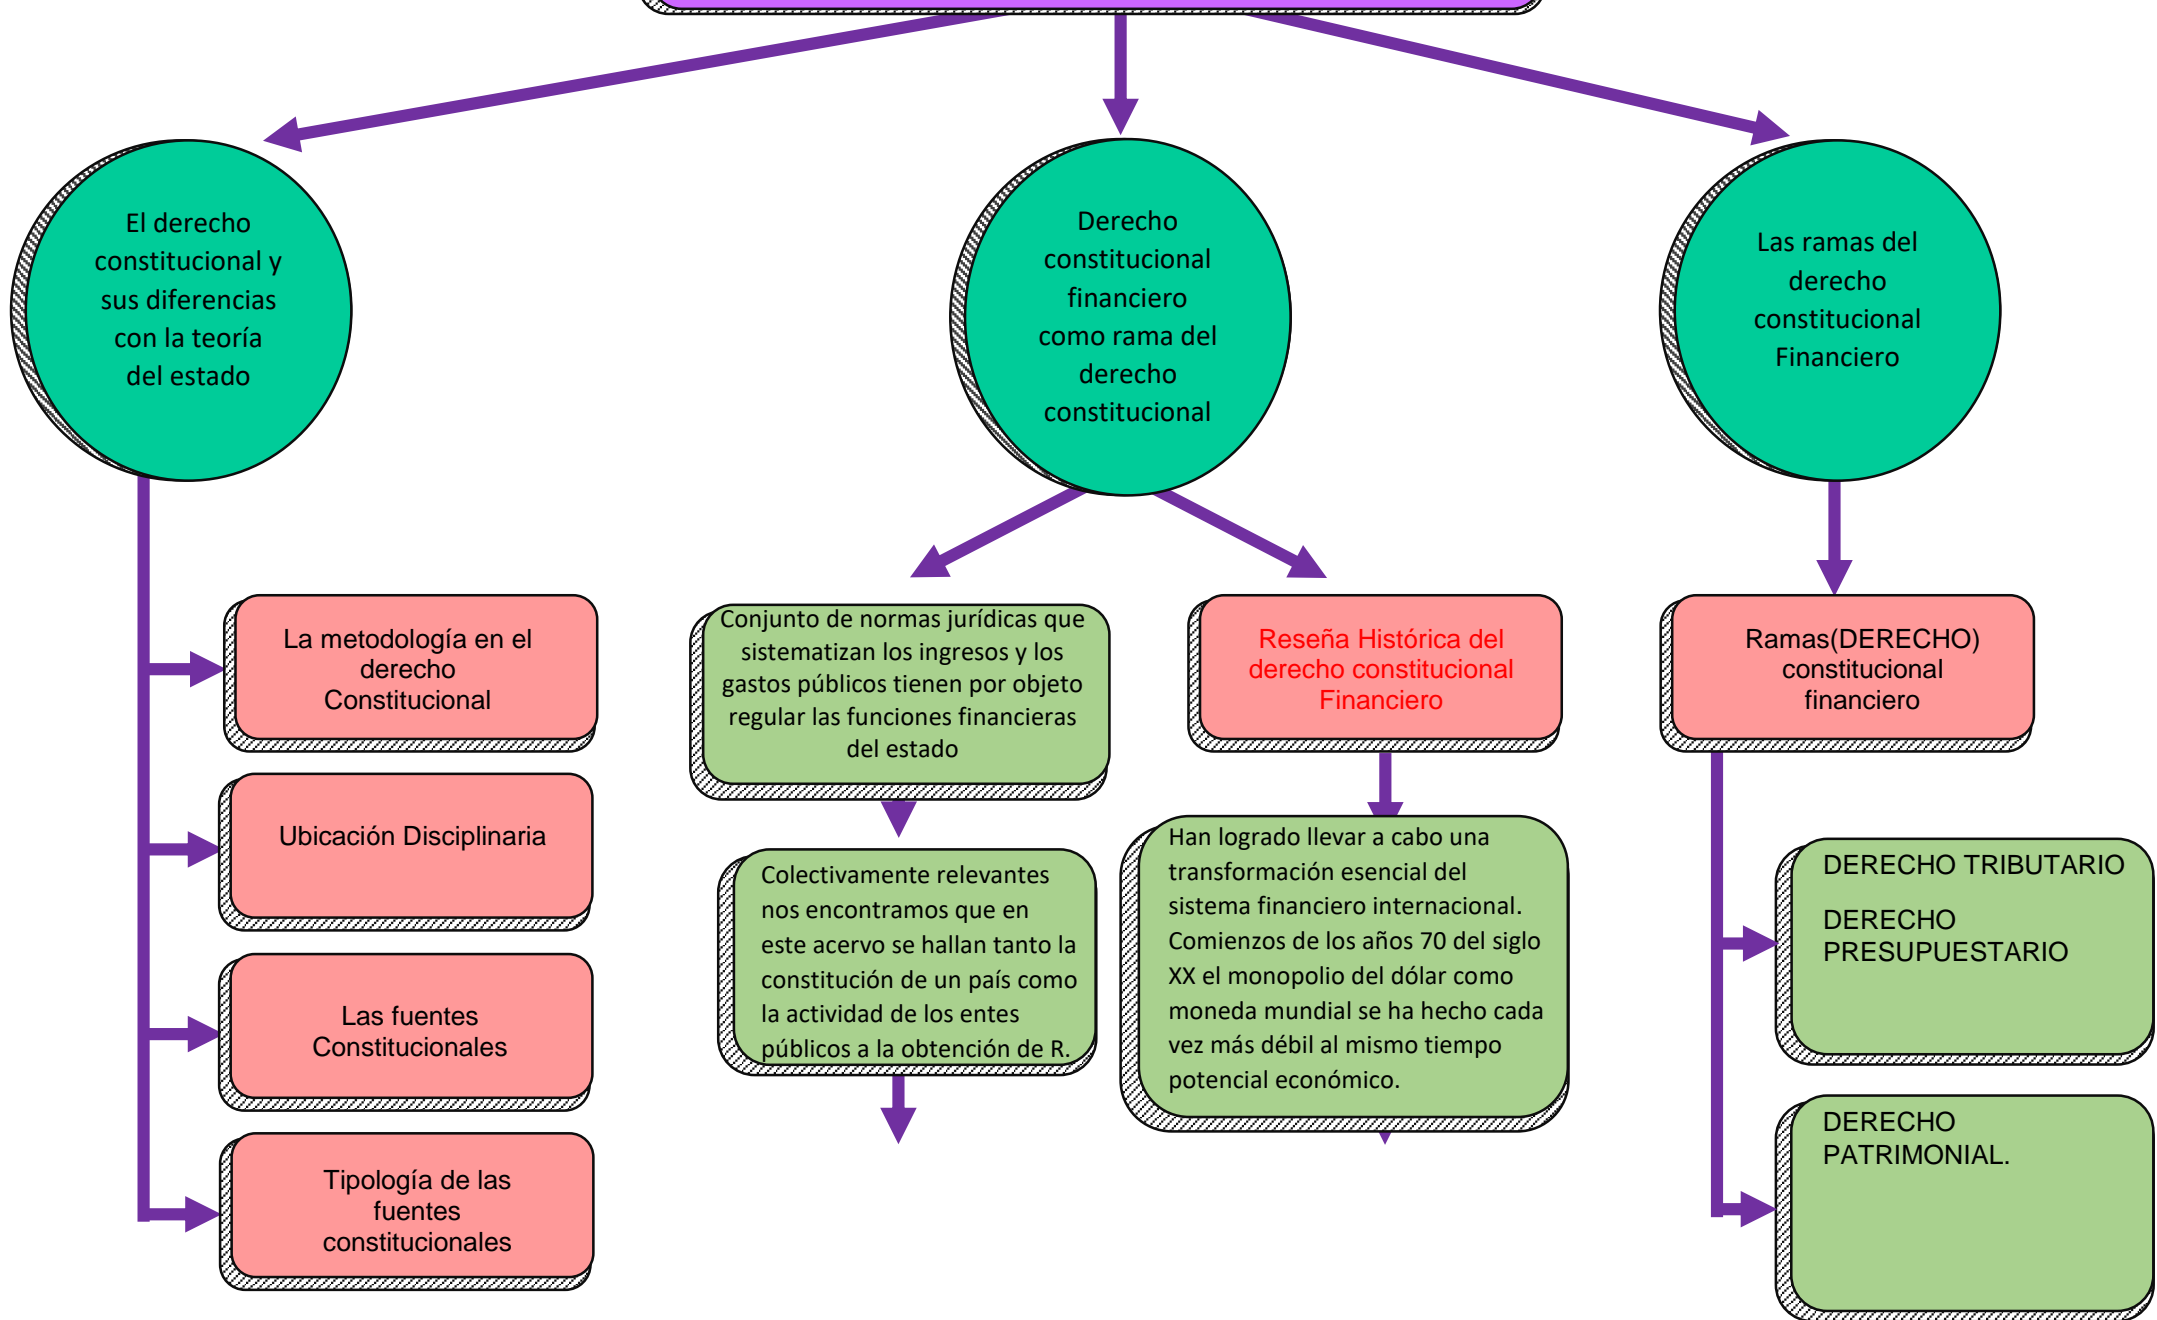 El derecho
constitucional y
sus diferencias
con la teoría
del estado
Derecho
constitucional
financiero
como rama del
derecho
constitucional
Las ramas del
derecho
constitucional
Financiero
La metodología en el
derecho
Constitucional
Ubicación Disciplinaria
Las fuentes
Constitucionales
Tipología de las
fuentes
constitucionales
Conjunto de normas jurídicas que
sistematizan los ingresos y los
gastos públicos tienen por objeto
regular las funciones financieras
del estado
Colectivamente relevantes
nos encontramos que en
este acervo se hallan tanto la
constitución de un país como
la actividad de los entes
públicos a la obtención de R.
Reseña Histórica del
derecho constitucional
Financiero
Han logrado llevar a cabo una
transformación esencial del
sistema financiero internacional.
Comienzos de los años 70 del siglo
XX el monopolio del dólar como
moneda mundial se ha hecho cada
vez más débil al mismo tiempo
potencial económico.
Ramas(DERECHO)
constitucional
financiero
DERECHO TRIBUTARIO
DERECHO
PRESUPUESTARIO
DERECHO
PATRIMONIAL.